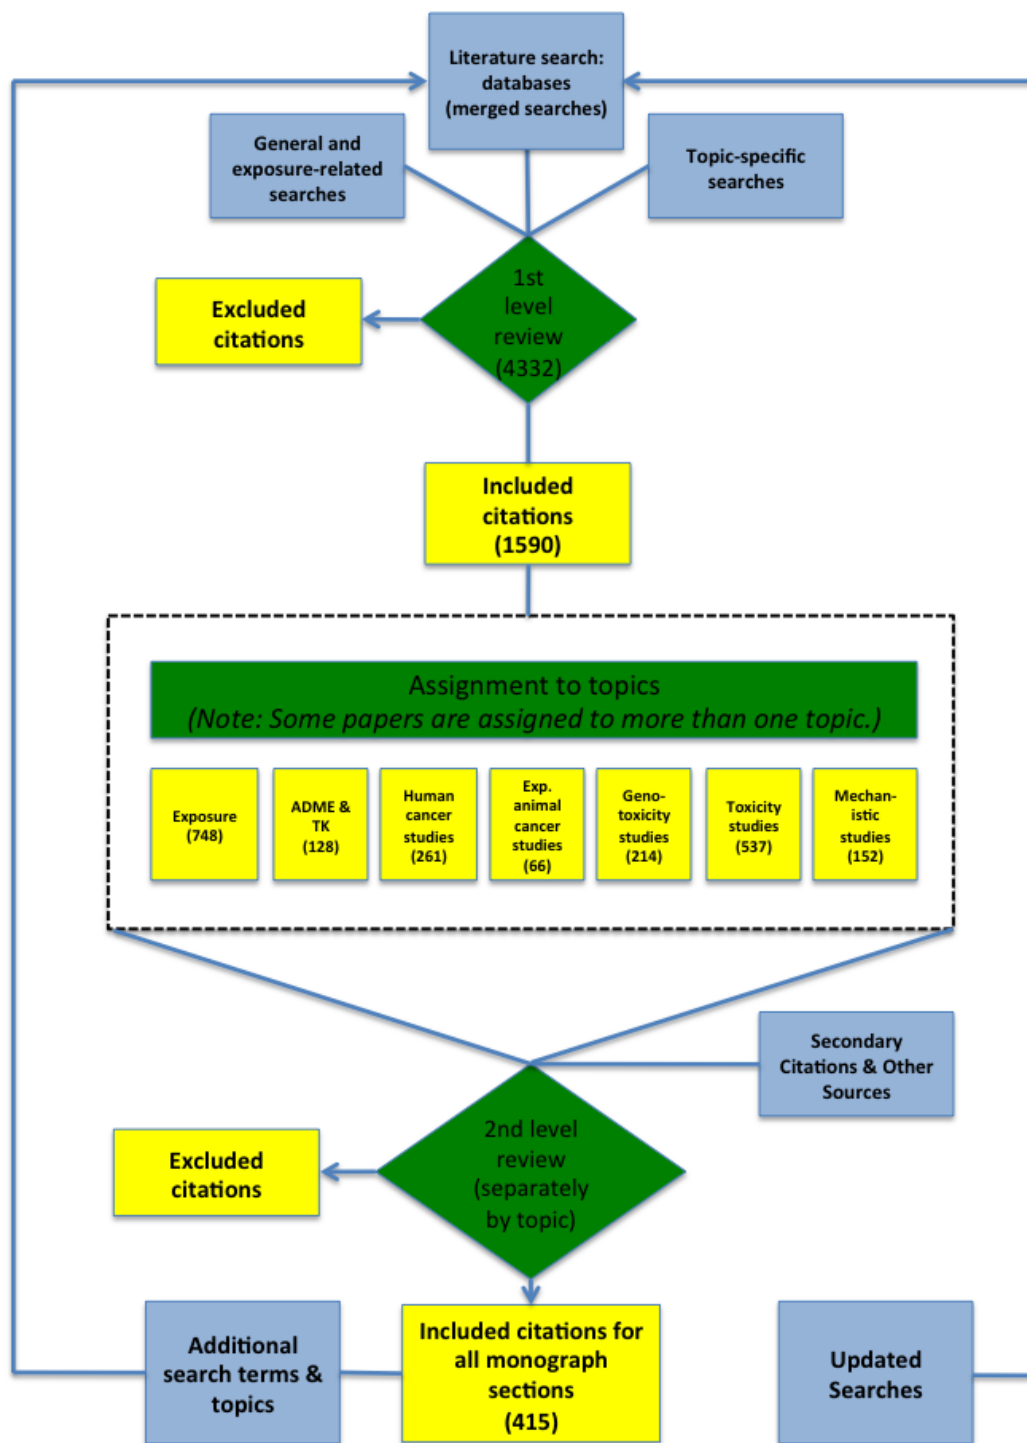 Literature search:
databases
(merged searches)
General and
exposure-related
searches
Topic-specific
searches
1st
level
review
(4332)
Excluded
citations
Included
citations
(1590)
Assignment to topics
(Note: Some papers are assigned to more than one topic.)
Exposure
(748)
ADME &
TK
(128)
Human
cancer
studies
(261)
Exp.
animal
cancer
studies
(66)
Geno-
toxicity
studies
(214)
Toxicity
studies
(537)
Mechan-
istic
studies
(152)
Secondary
Citations & Other
Sources
2nd level
review
(separately
by topic)
Excluded
citations
Additional
search terms &
topics
Included citations for
all monograph
sections
(415)
Updated
Searches